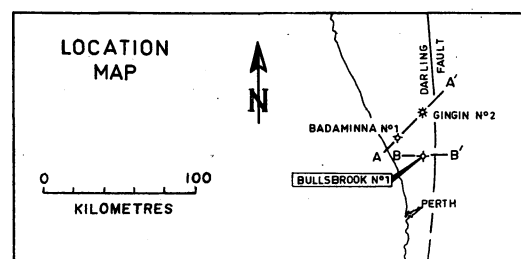 LOCATION
MAP
N
0 100
KILOMETRES
DARLING
FAULT
A'
GINGIN Nº2
BADAMINNA Nº1
A B B'
BULLSBROOK Nº1
PERTH